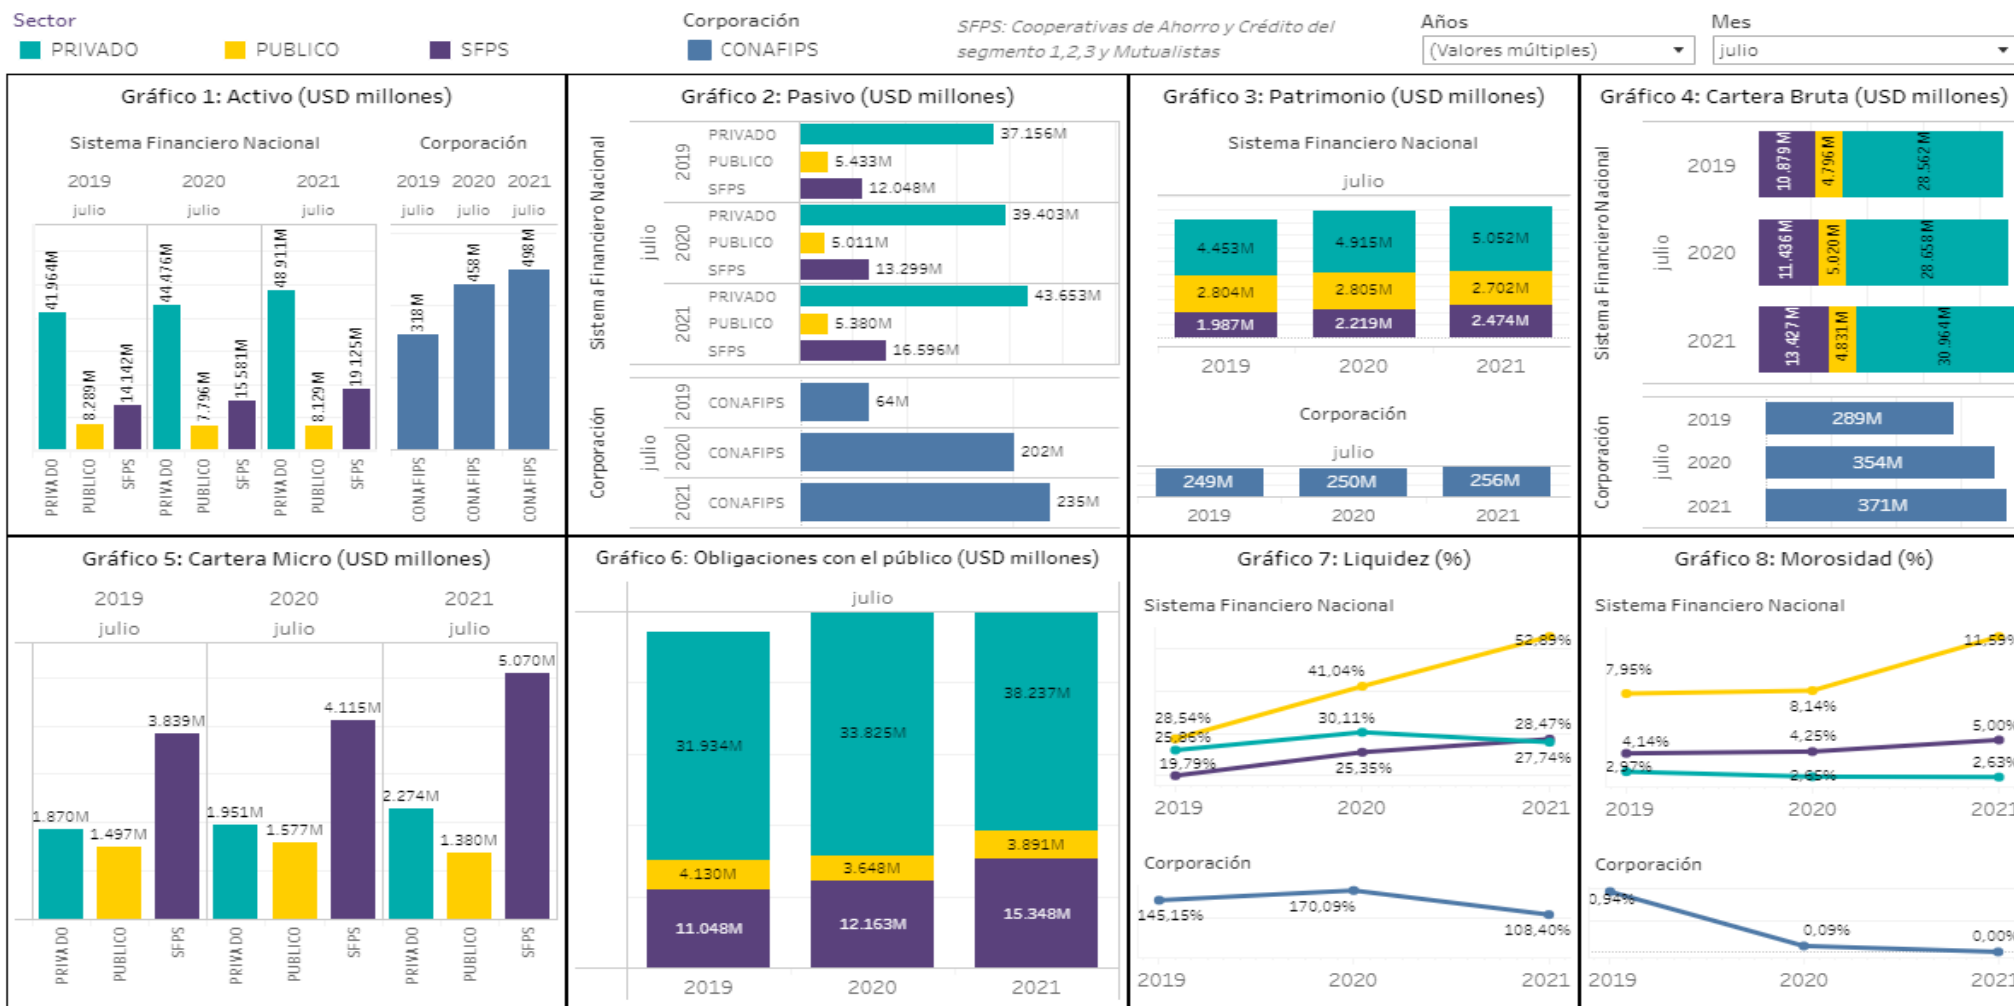 Sector
PRIVADO PUBLICO SFPS
Corporación
CONAFIPS
SFPS: Cooperativas de Ahorro y Crédito del
segmento 1,2,3 y Mutualistas
Años
(Valores múltiples)
Mes
julio
Gráfico 1: Activo (USD millones)
Sistema Financiero Nacional Corporación
2019 2020 2021 2019 2020 2021
julio julio julio julio julio julio
41.964M 8.289M 14.142M 44.476M 7.796M 15.581M 48.911M 8.129M 19.125M 318M 458M 498M
PRIVADO PUBLICO SFPS PRIVADO PUBLICO SFPS PRIVADO PUBLICO SFPS CONAFIPS CONAFIPS CONAFIPS
Gráfico 2: Pasivo (USD millones)
Sistema Financiero Nacional
julio
2019
PRIVADO 37.156M
PUBLICO 5.433M
SFPS 12.048M
2020
PRIVADO 39.403M
PUBLICO 5.011M
SFPS 13.299M
2021
PRIVADO 43.653M
PUBLICO 5.380M
SFPS 16.596M
Corporación
julio
2019 CONAFIPS 64M
2020 CONAFIPS 202M
2021 CONAFIPS 235M
Gráfico 3: Patrimonio (USD millones)
Sistema Financiero Nacional
julio
4.453M 4.915M 5.052M
2.804M 2.805M 2.702M
1.987M 2.219M 2.474M
2019 2020 2021
Corporación
julio
249M 250M 256M
2019 2020 2021
Gráfico 4: Cartera Bruta (USD millones)
Sistema Financiero Nacional
julio
2019 10.879M 4.796M 28.562M
2020 11.436M 5.020M 28.658M
2021 13.427M 4.831M 30.964M
Corporación
julio
2019 289M
2020 354M
2021 371M
Gráfico 5: Cartera Micro (USD millones)
2019 2020 2021
julio julio julio
1.870M 1.497M 3.839M 1.951M 1.577M 4.115M 2.274M 1.380M 5.070M
PRIVADO PUBLICO SFPS PRIVADO PUBLICO SFPS PRIVADO PUBLICO SFPS
Gráfico 6: Obligaciones con el público (USD millones)
julio
31.934M 33.825M 38.237M
4.130M 3.648M 3.891M
11.048M 12.163M 15.348M
2019 2020 2021
Gráfico 7: Liquidez (%)
Sistema Financiero Nacional
28,54% 41,04% 52,89%
25,86% 30,11% 27,74%
19,79% 25,35% 28,47%
2019 2020 2021
Corporación
145,15% 170,09% 108,40%
2019 2020 2021
Gráfico 8: Morosidad (%)
Sistema Financiero Nacional
7,95% 8,14% 11,59%
4,14% 4,25% 5,00%
2,97% 2,65% 2,63%
2019 2020 2021
Corporación
0,94% 0,09% 0,00%
2019 2020 2021